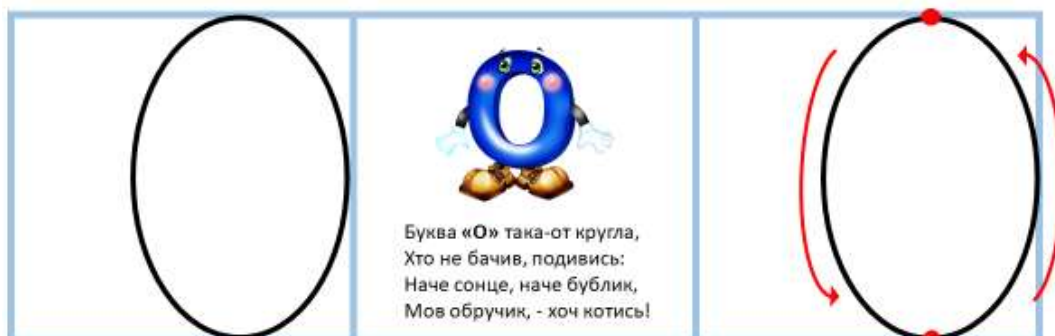 Буква «О» така-от кругла,
Хто не бачив, подивись:
Наче сонце, наче бублик,
Мов обручик, - хоч котись!